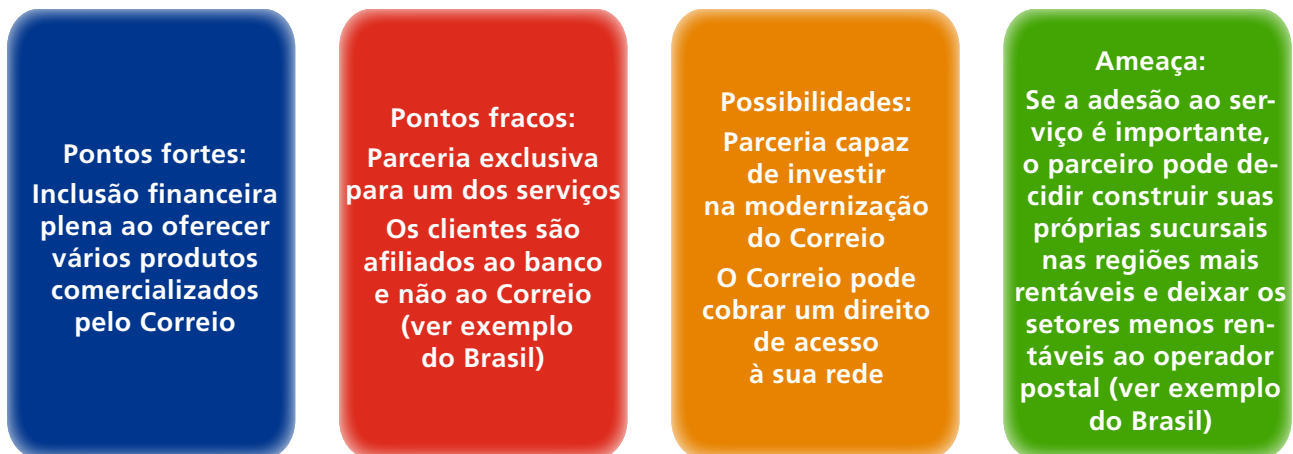 Pontos fortes:
Inclusão financeira
plena ao oferecer
vários produtos
comercializados
pelo Correio
Pontos fracos:
Parceria exclusiva
para um dos serviços
Os clientes são
afiliados ao banco
e não ao Correio
(ver exemplo
do Brasil)
Possibilidades:
Parceria capaz
de investir
na modernização
do Correio
O Correio pode
cobrar um direito
de acesso
à sua rede
Ameaça:
Se a adesão ao ser-
viço é importante,
o parceiro pode de-
cidir construir suas
próprias sucursais
nas regiões mais
rentáveis e deixar os
setores menos ren-
táveis ao operador
postal (ver exemplo
do Brasil)